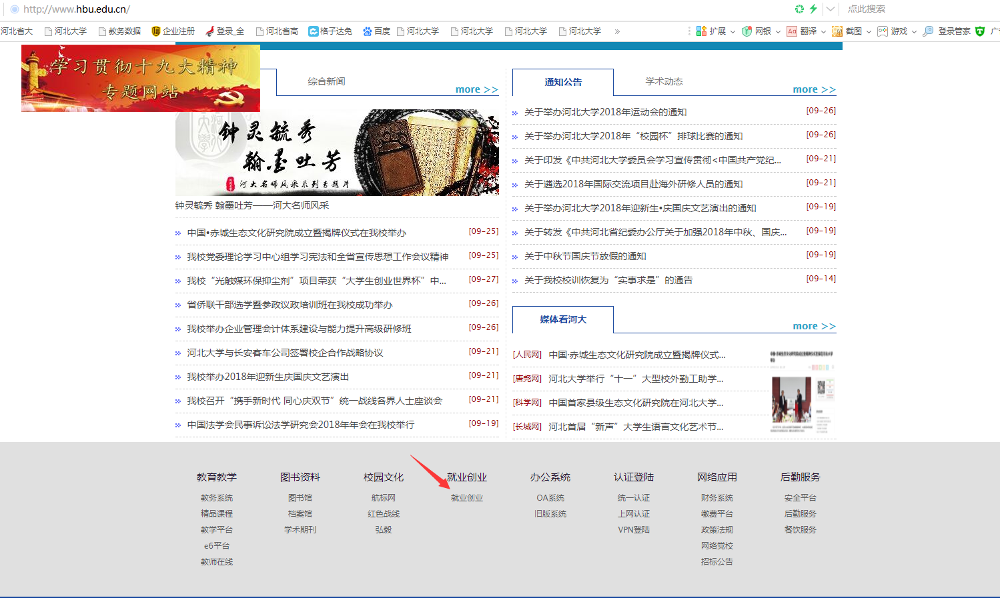 http://www.hbu.edu.cn/
点此搜索
河北省大 河北大学 教务数据 企业注册 登录_全 河北省高 格子达免 百度 河北大学 河北大学 河北大学 河北大学 » 扩展 网银 翻译 截图 游戏 登录管家
学习贯彻十九大精神
专题网站
综合新闻
more >>
钟灵毓秀
翰墨吐芳
河大名师风采系列专题片
钟灵毓秀 翰墨吐芳——河大名师风采
中国•赤城生态文化研究院成立暨揭牌仪式在我校举办 [09-25]
我校党委理论学习中心组学习宪法和全省宣传思想工作会议精神 [09-25]
我校“光触媒环保抑尘剂”项目荣获“大学生创业世界杯”中... [09-27]
省侨联干部选学暨参政议政培训班在我校成功举办 [09-26]
我校举办企业管理会计体系建设与能力提升高级研修班 [09-26]
河北大学与长安客车公司签署校企合作战略协议 [09-21]
我校举办2018年迎新生庆国庆文艺演出 [09-21]
我校召开“携手新时代 同心庆双节”统一战线各界人士座谈会 [09-21]
中国法学会民事诉讼法学研究会2018年年会在我校举行 [09-19]
通知公告 学术动态
more >>
关于举办河北大学2018年运动会的通知 [09-26]
关于举办河北大学2018年“校园杯”排球比赛的通知 [09-26]
关于印发《中共河北大学委员会学习宣传贯彻<中国共产党纪... [09-21]
关于遴选2018年国际交流项目赴海外研修人员的通知 [09-21]
关于举办河北大学2018年迎新生•庆国庆文艺演出的通知 [09-19]
关于转发《中共河北省纪委办公厅关于加强2018年中秋、国庆... [09-19]
关于中秋节国庆节放假的通知 [09-19]
关于我校校训恢复为“实事求是”的通告 [09-14]
媒体看河大
more >>
[人民网] 中国·赤城生态文化研究院成立暨揭牌仪式...
[唐尧网] 河北大学举行“十一”大型校外勤工助学...
[科学网] 中国首家县级生态文化研究院在河北大学...
[长城网] 河北首届“新声”大学生语言文化艺术节...
教育教学 图书资料 校园文化 就业创业 办公系统 认证登陆 网络应用 后勤服务
教务系统 图书馆 航标网 就业创业 OA系统 统一认证 财务系统 安全平台
精品课程 档案馆 红色战线 旧版系统 上网认证 缴费平台 后勤服务
教学平台 学术期刊 弘毅 VPN登陆 政策法规 餐饮服务
e6平台 网络党校
教师在线 招标公告